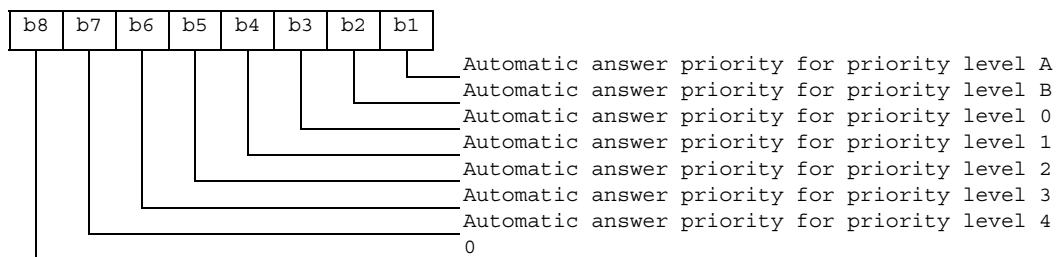 b8 b7 b6 b5 b4 b3 b2 b1
Automatic answer priority for priority level A
Automatic answer priority for priority level B
Automatic answer priority for priority level 0
Automatic answer priority for priority level 1
Automatic answer priority for priority level 2
Automatic answer priority for priority level 3
Automatic answer priority for priority level 4
0